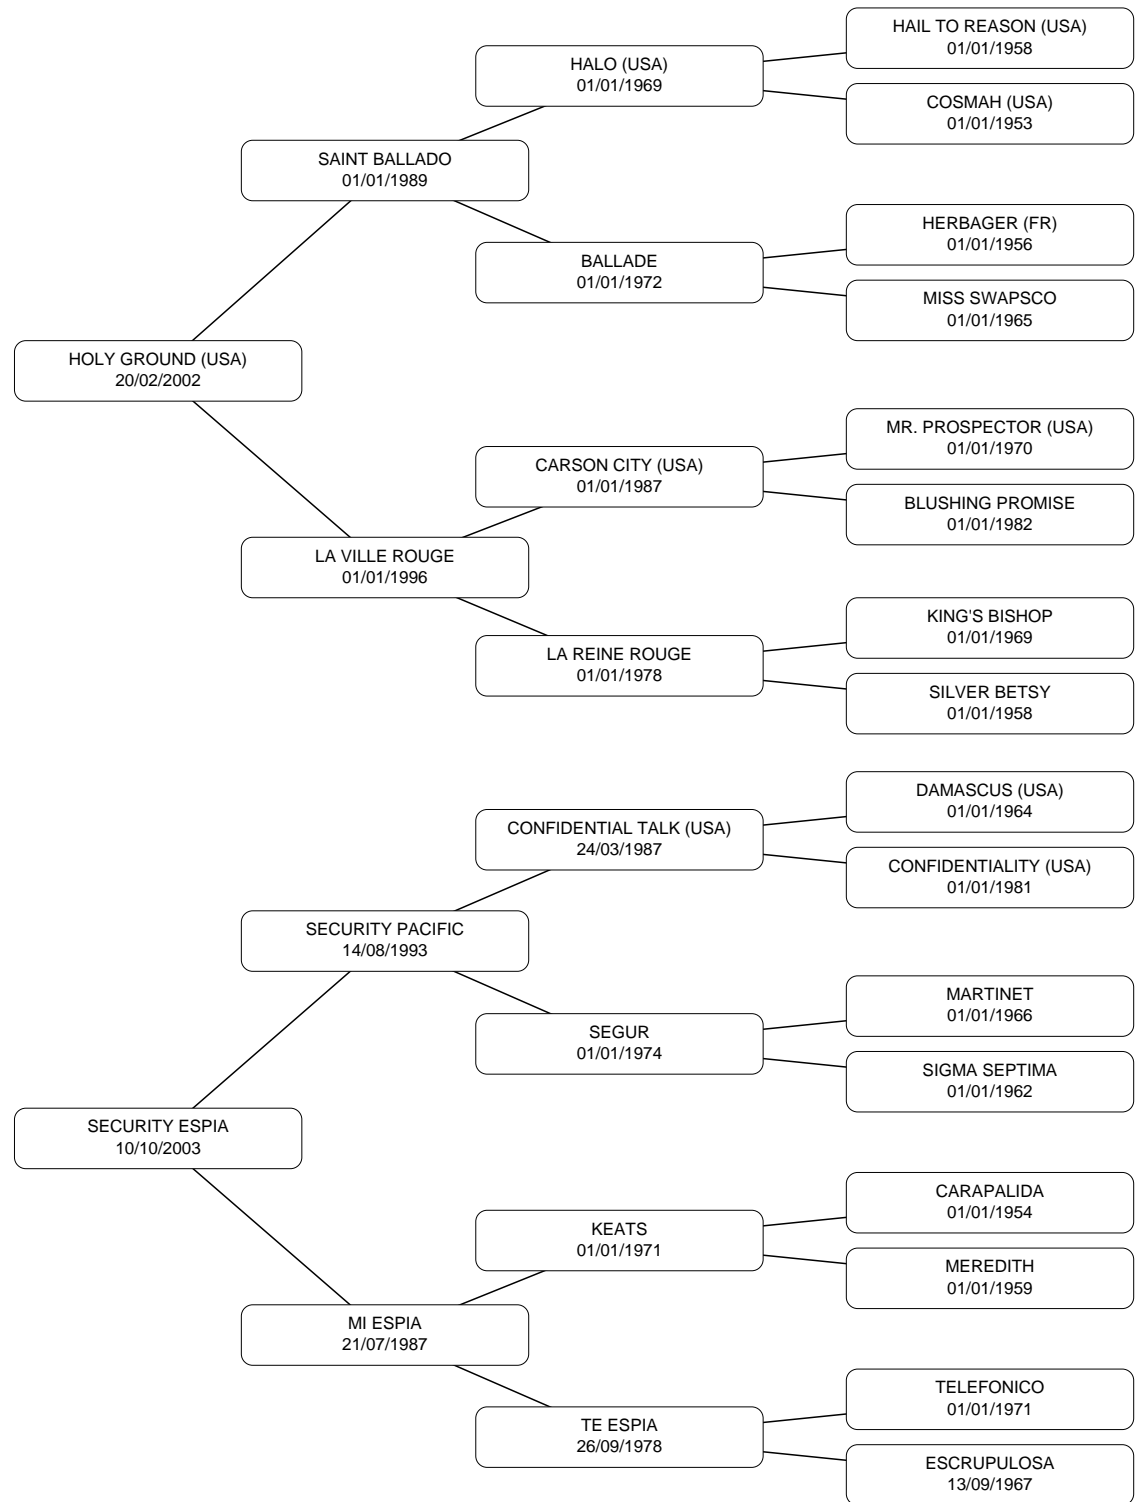 HAIL TO REASON (USA)
01/01/1958
HALO (USA)
01/01/1969
COSMAH (USA)
01/01/1953
SAINT BALLADO
01/01/1989
HERBAGER (FR)
01/01/1956
BALLADE
01/01/1972
MISS SWAPSCO
01/01/1965
HOLY GROUND (USA)
20/02/2002
MR. PROSPECTOR (USA)
01/01/1970
CARSON CITY (USA)
01/01/1987
BLUSHING PROMISE
01/01/1982
LA VILLE ROUGE
01/01/1996
KING'S BISHOP
01/01/1969
LA REINE ROUGE
01/01/1978
SILVER BETSY
01/01/1958
DAMASCUS (USA)
01/01/1964
CONFIDENTIAL TALK (USA)
24/03/1987
CONFIDENTIALITY (USA)
01/01/1981
SECURITY PACIFIC
14/08/1993
MARTINET
01/01/1966
SEGUR
01/01/1974
SIGMA SEPTIMA
01/01/1962
SECURITY ESPIA
10/10/2003
CARAPALIDA
01/01/1954
KEATS
01/01/1971
MEREDITH
01/01/1959
MI ESPIA
21/07/1987
TELEFONICO
01/01/1971
TE ESPIA
26/09/1978
ESCRUPULOSA
13/09/1967